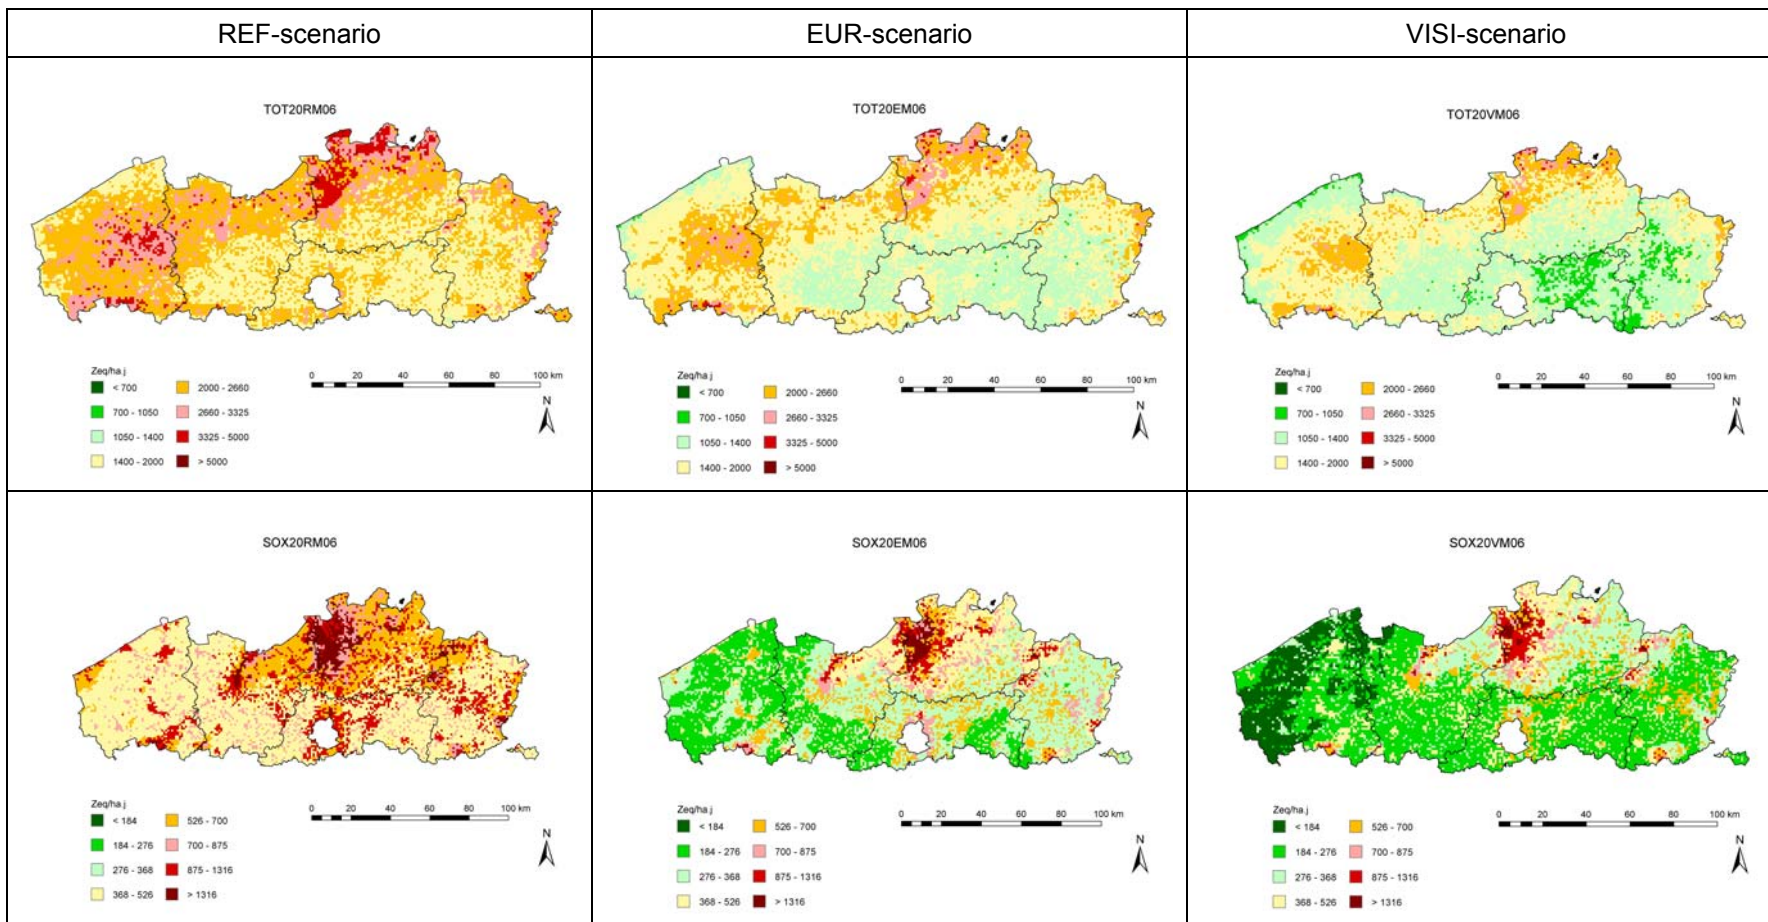 REF-scenario
EUR-scenario
VISI-scenario
TOT20RM06
Zeq/ha.j
< 700
2000 - 2660
700 - 1050
2660 - 3325
1050 - 1400
3325 - 5000
1400 - 2000
> 5000
0 20 40 60 80 100 km
N
TOT20EM06
Zeq/ha.j
< 700
2000 - 2660
700 - 1050
2660 - 3325
1050 - 1400
3325 - 5000
1400 - 2000
> 5000
0 20 40 60 80 100 km
N
TOT20VM06
Zeq/ha.j
< 700
2000 - 2660
700 - 1050
2660 - 3325
1050 - 1400
3325 - 5000
1400 - 2000
> 5000
0 20 40 60 80 100 km
N
SOX20RM06
Zeq/ha.j
< 184
526 - 700
184 - 276
700 - 875
276 - 368
875 - 1316
368 - 526
> 1316
0 20 40 60 80 100 km
N
SOX20EM06
Zeq/ha.j
< 184
526 - 700
184 - 276
700 - 875
276 - 368
875 - 1316
368 - 526
> 1316
0 20 40 60 80 100 km
N
SOX20VM06
Zeq/ha.j
< 184
526 - 700
184 - 276
700 - 875
276 - 368
875 - 1316
368 - 526
> 1316
0 20 40 60 80 100 km
N